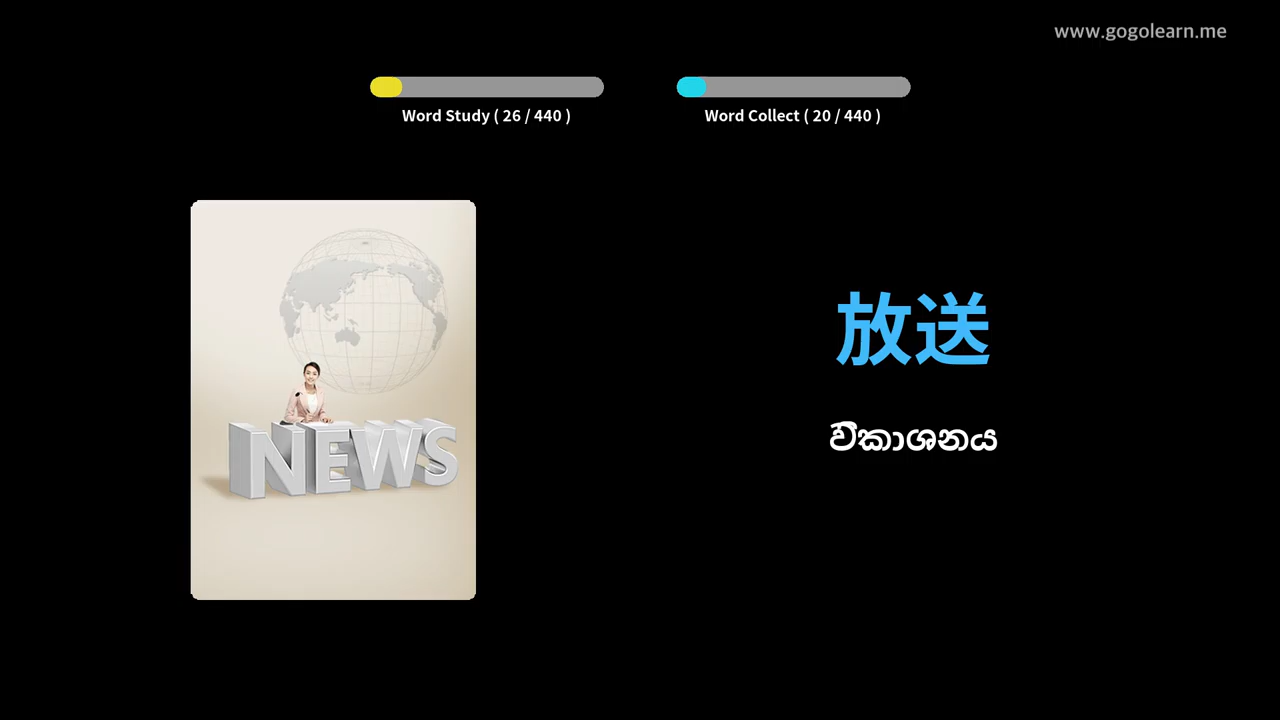 www.gogolearn.me
Word Study ( 26 / 440 )
Word Collect ( 20 / 440 )
NEWS
放送
විකාශනය